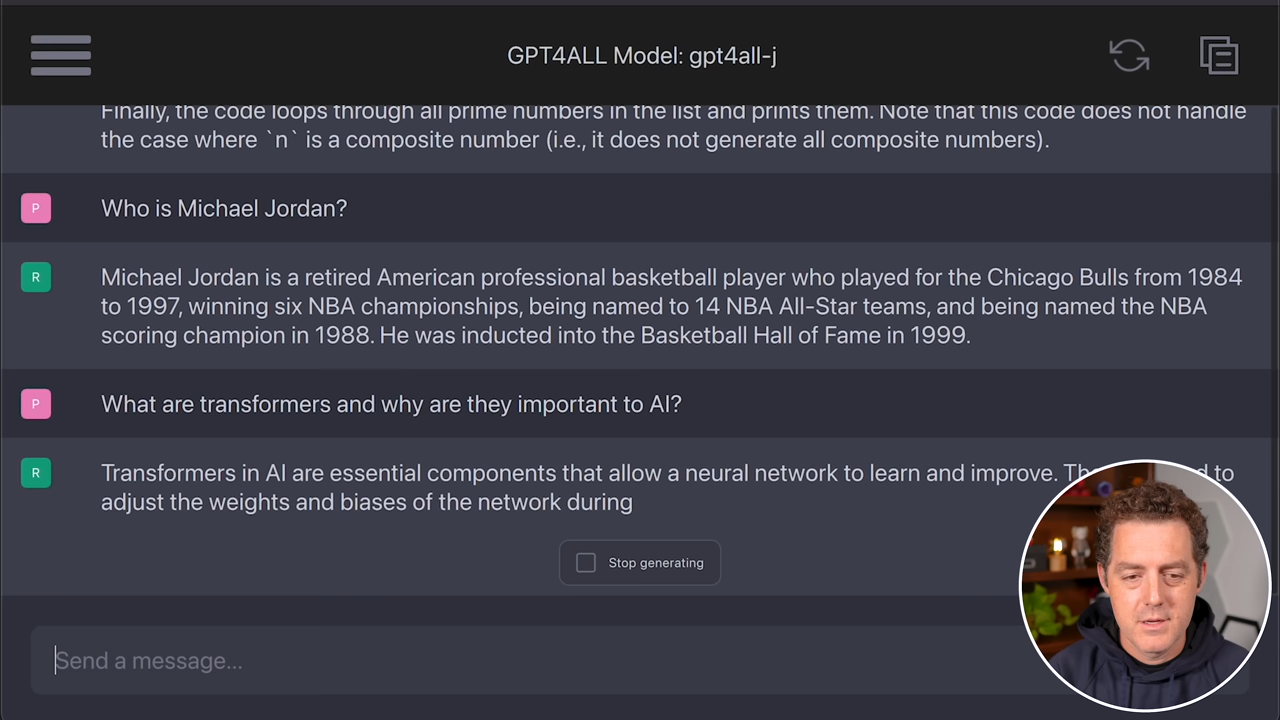 GPT4ALL Model: gpt4all-j
Finally, the code loops through all prime numbers in the list and prints them. Note that this code does not handle
the case where `n` is a composite number (i.e., it does not generate all composite numbers).
P
Who is Michael Jordan?
R
Michael Jordan is a retired American professional basketball player who played for the Chicago Bulls from 1984
to 1997, winning six NBA championships, being named to 14 NBA All-Star teams, and being named the NBA
scoring champion in 1988. He was inducted into the Basketball Hall of Fame in 1999.
P
What are transformers and why are they important to AI?
R
Transformers in AI are essential components that allow a neural network to learn and improve. to
adjust the weights and biases of the network during
Stop generating
Send a message...